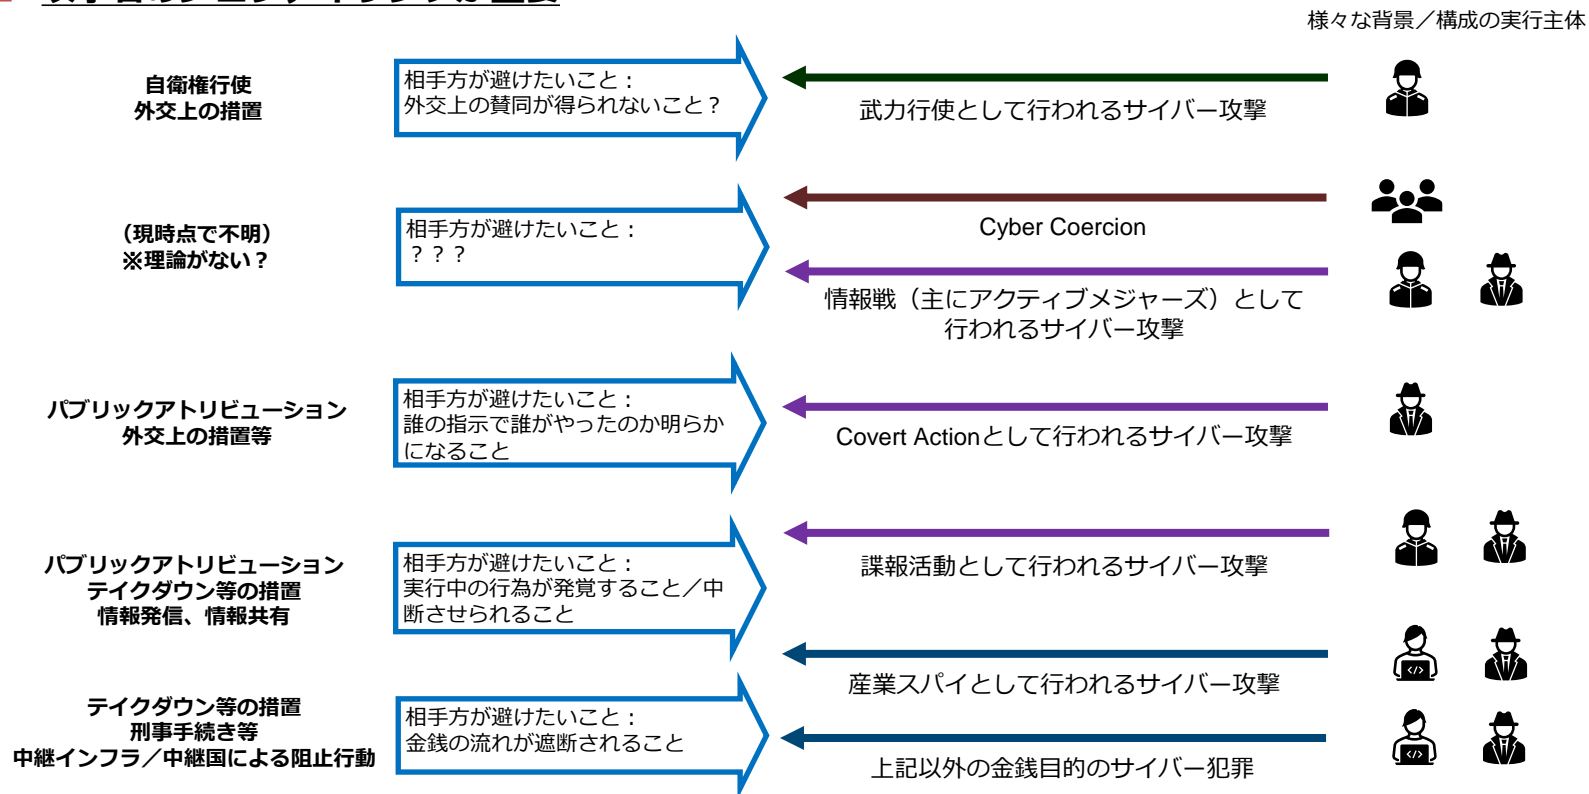 様々な背景／構成の実行主体
自衛権行使
外交上の措置
相手方が避けたいこと：
外交上の賛同が得られないこと？
武力行使として行われるサイバー攻撃
（現時点で不明）
※理論がない？
相手方が避けたいこと：
？？？
Cyber Coercion
情報戦（主にアクティブメジャーズ）として
行われるサイバー攻撃
パブリックアトリビューション
外交上の措置等
相手方が避けたいこと：
誰の指示で誰がやったのか明らか
になること
Covert Actionとして行われるサイバー攻撃
パブリックアトリビューション
テイクダウン等の措置
情報発信、情報共有
相手方が避けたいこと：
実行中の行為が発覚すること／中
断させられること
諜報活動として行われるサイバー攻撃
産業スパイとして行われるサイバー攻撃
テイクダウン等の措置
刑事手続き等
中継インフラ／中継国による阻止行動
相手方が避けたいこと：
金銭の流れが遮断されること
上記以外の金銭目的のサイバー犯罪